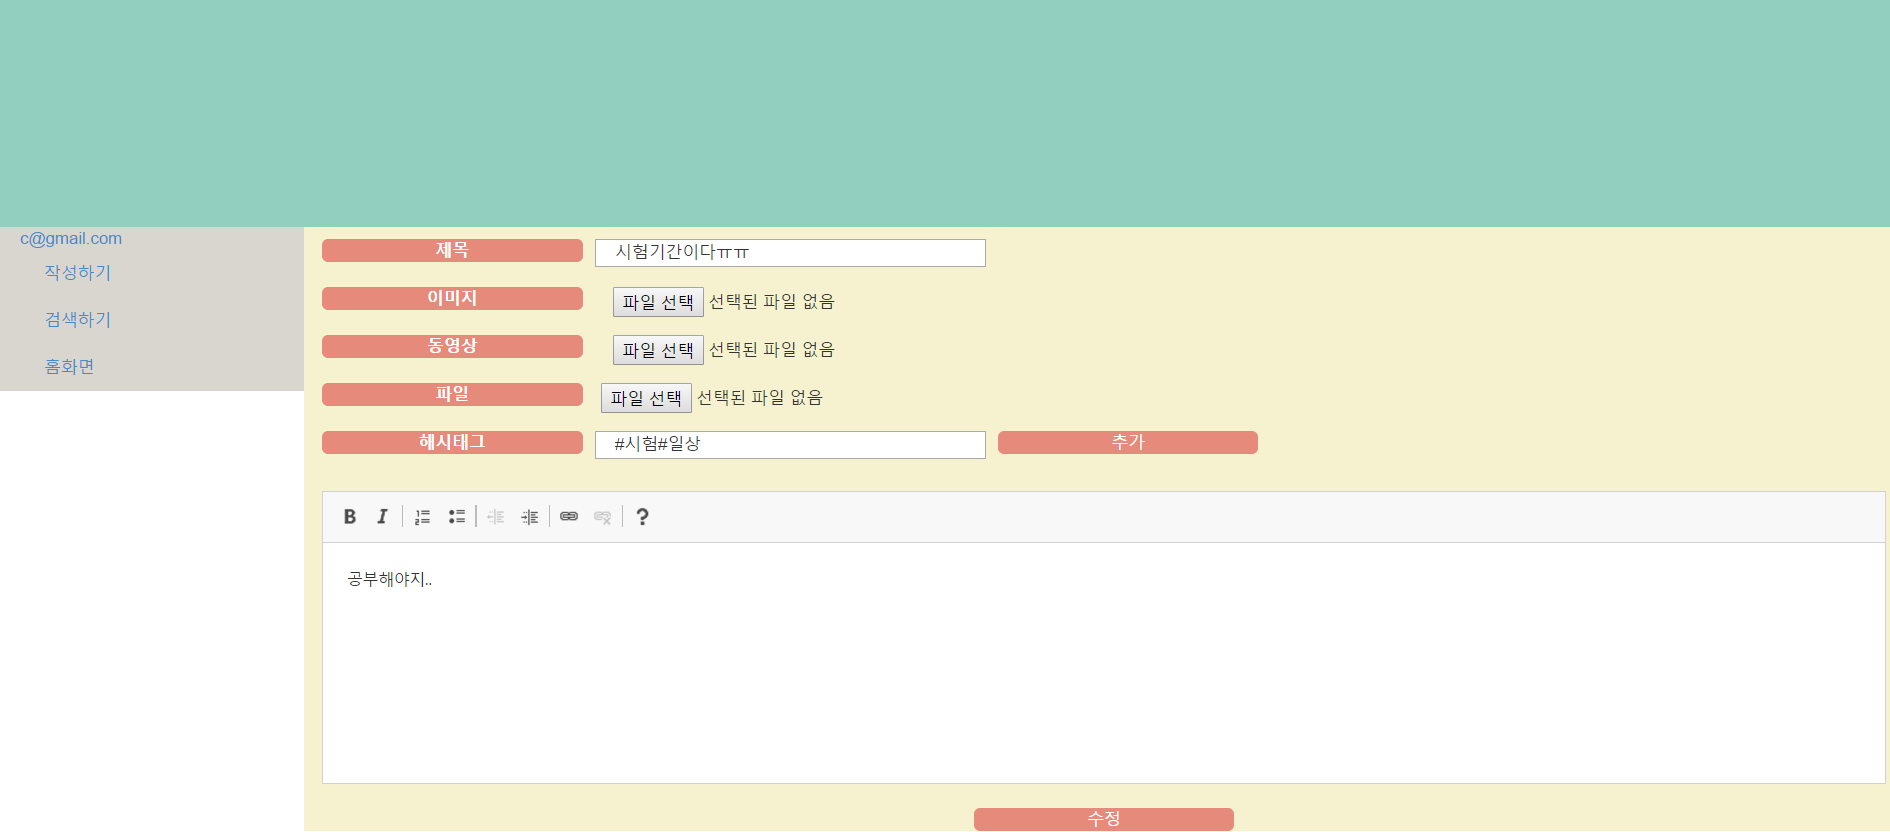 c@gmail.com
작성하기
검색하기
홈화면
제목 시험기간이다ㅠㅠ
이미지 파일 선택 선택된 파일 없음
동영상 파일 선택 선택된 파일 없음
파일 파일 선택 선택된 파일 없음
해시태그 #시험#일상 추가
B I ?
공부해야지..
수정